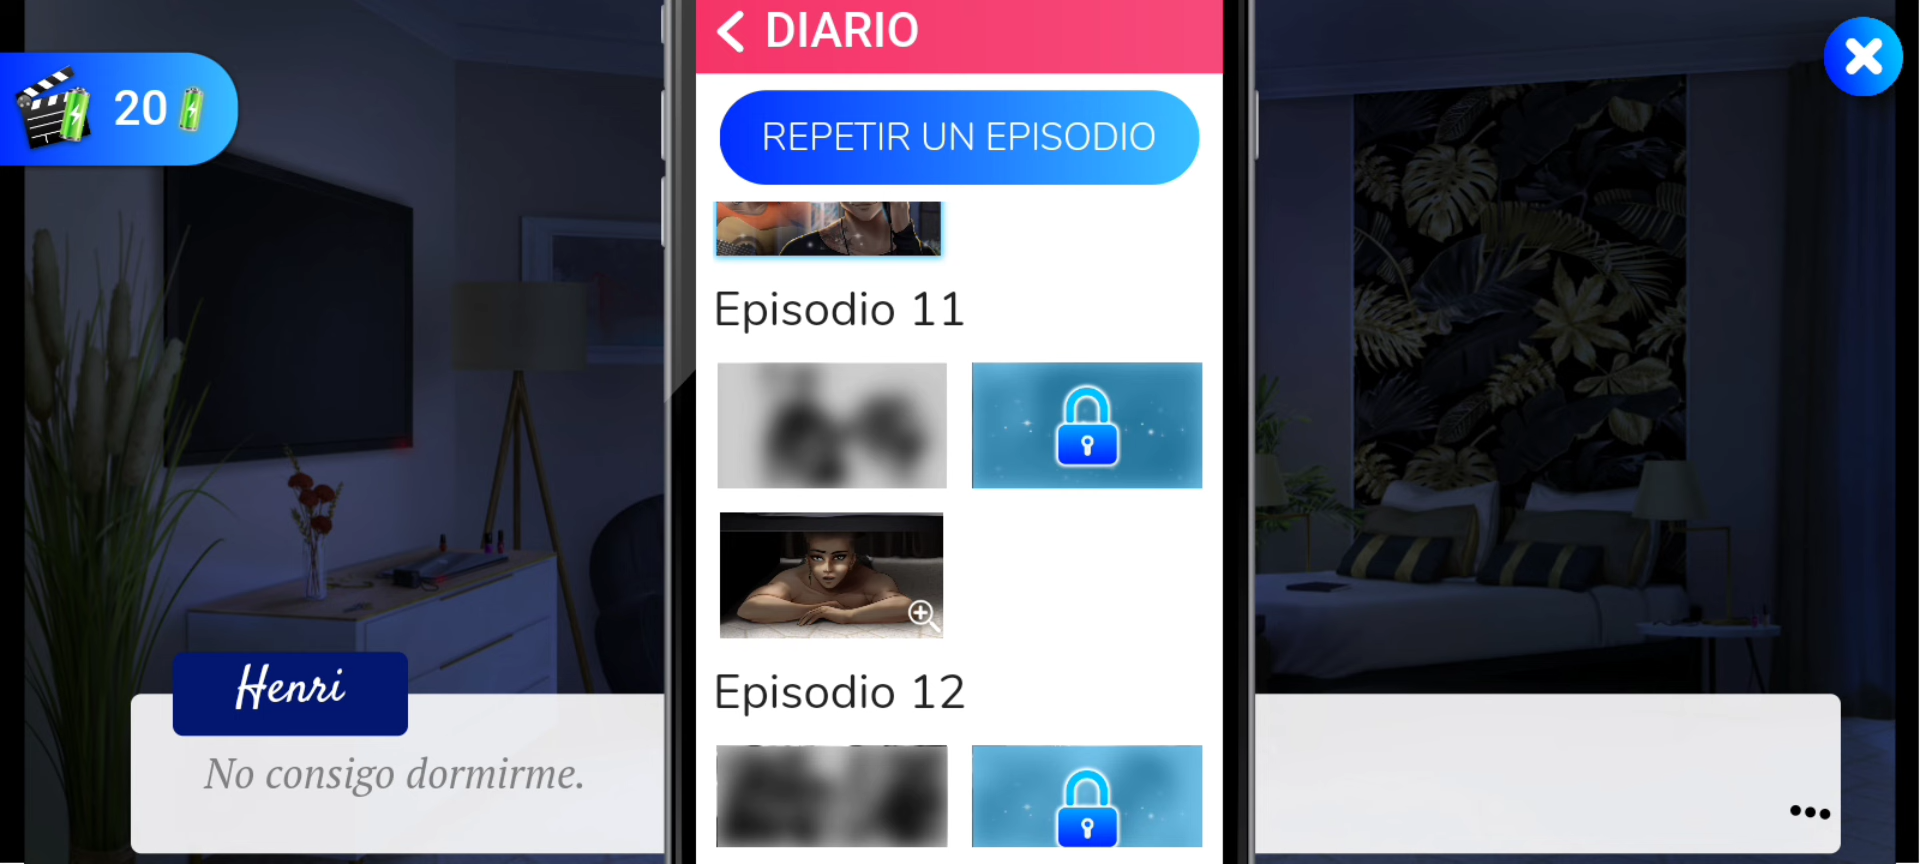 DIARIO
20
REPETIR UN EPISODIO
Episodio 11
Episodio 12
Henri
No consigo dormirme.
...